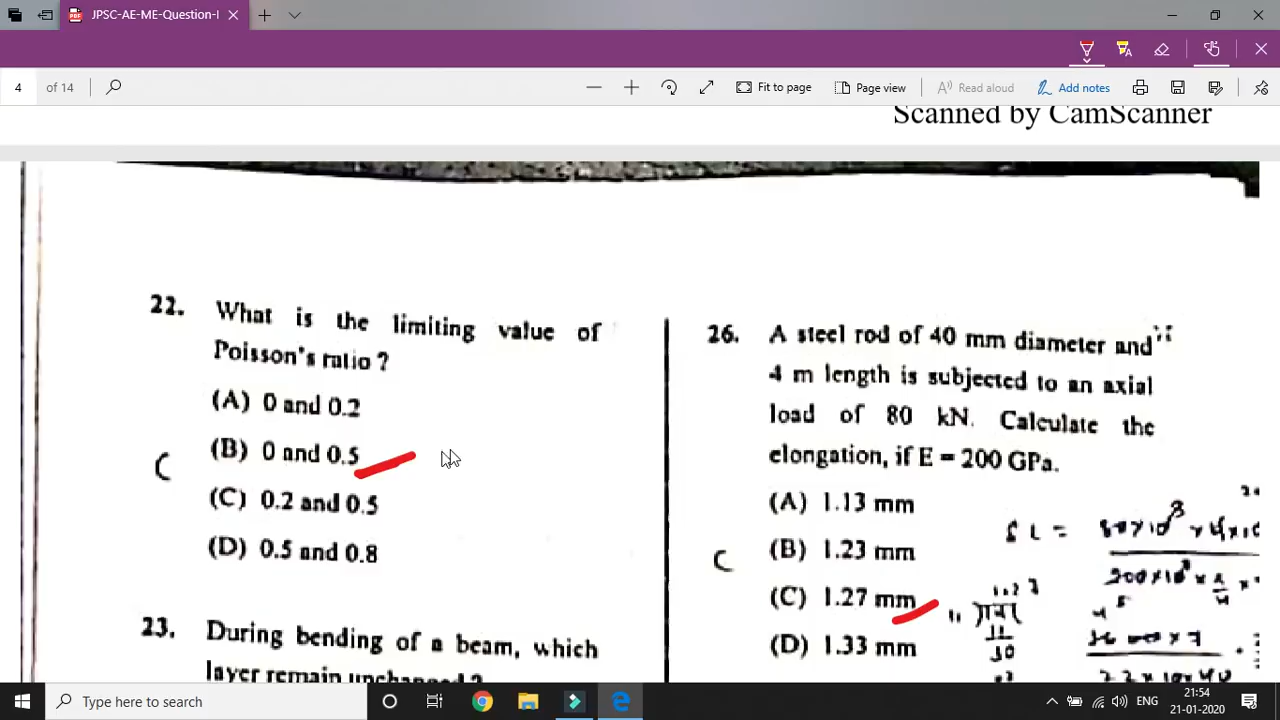 JPSC-AE-ME-Question-
4 of 14
Fit to page
Page view
Read aloud
Add notes
Scanned by CamScanner
22. What is the limiting value of
Poisson's ratio ?
(A) 0 and 0.2
(B) 0 and 0.5
C
(C) 0.2 and 0.5
(D) 0.5 and 0.8
23. During bending of a beam, which
layer remain unchanged ?
26. A steel rod of 40 mm diameter and
4 m length is subjected to an axial
load of 80 kN. Calculate the
elongation, if E = 200 GPa.
(A) 1.13 mm
(B) 1.23 mm
C
(C) 1.27 mm
(D) 1.33 mm
Type here to search
ENG
21:54
21-01-2020